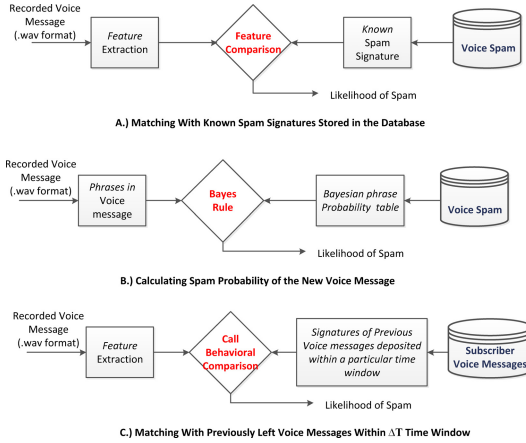 Recorded Voice
Message
(.wav format)
Feature
Extraction
Feature
Comparison
Known
Spam
Signature
Voice Spam
Likelihood of Spam
A.) Matching With Known Spam Signatures Stored in the Database
Recorded Voice
Message
(.wav format)
Phrases in
Voice
message
Bayes
Rule
Bayesian phrase
Probability table
Voice Spam
Likelihood of Spam
B.) Calculating Spam Probability of the New Voice Message
Recorded Voice
Message
(.wav format)
Feature
Extraction
Call
Behavioral
Comparison
Signatures of Previous
Voice messages deposited
within a particular time
window
Subscriber
Voice Messages
Likelihood of Spam
C.) Matching With Previously Left Voice Messages Within ΔT Time Window